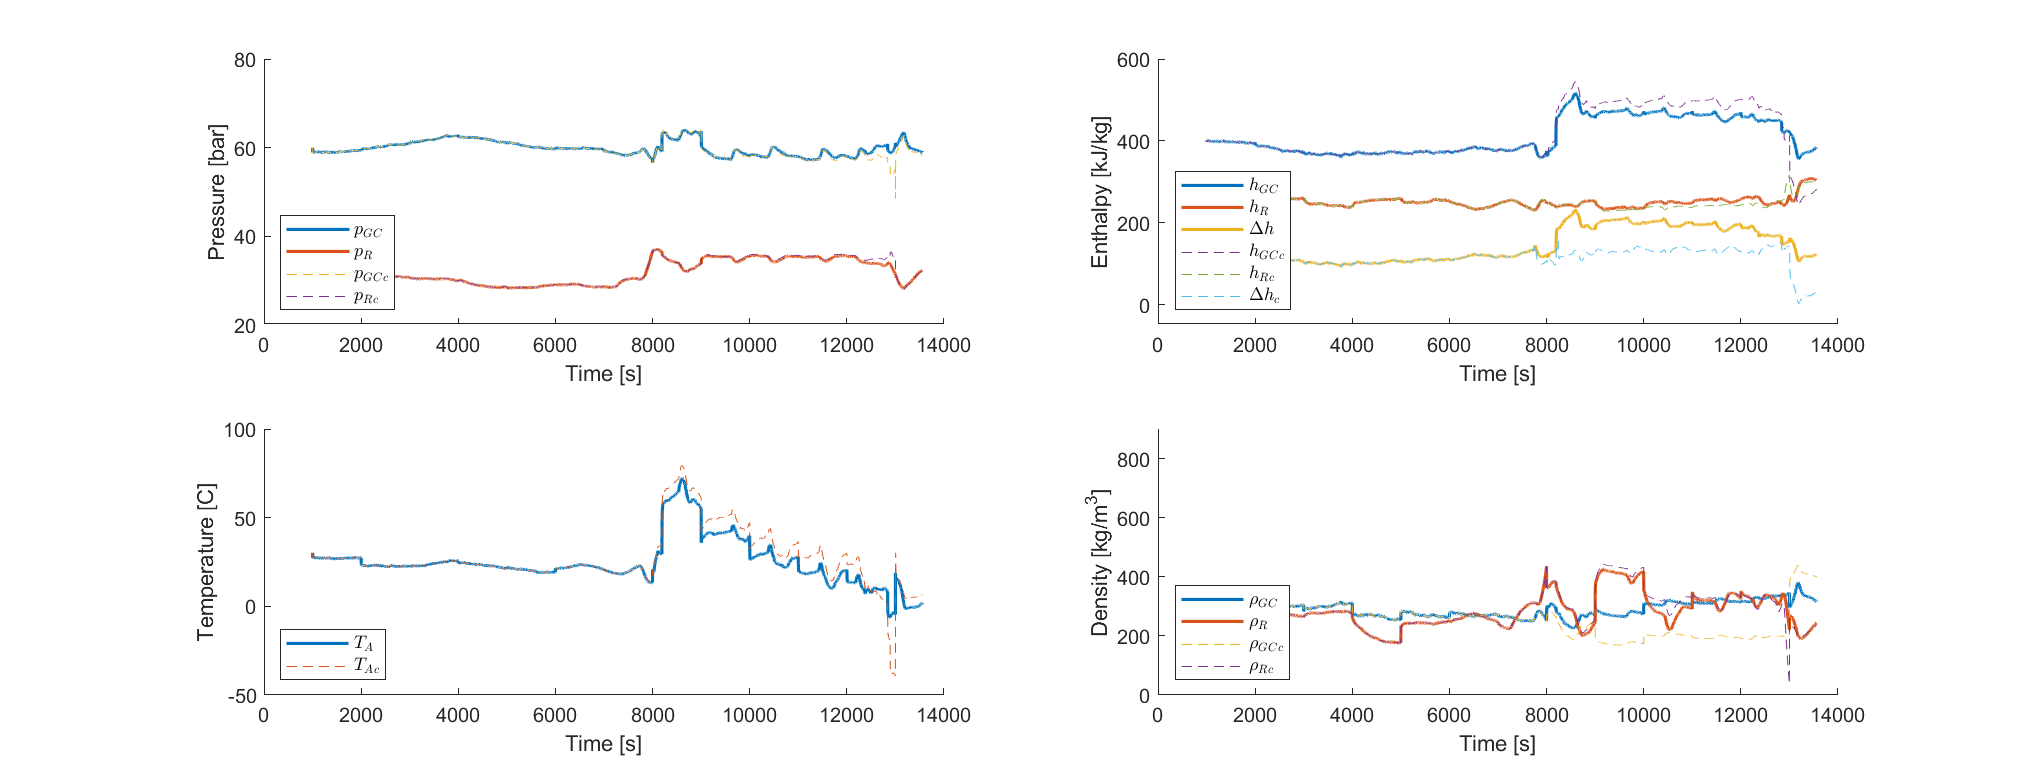 80
60
40
20
Pressure [bar]
p_GC
p_R
p_GCc
p_Rc
0 2000 4000 6000 8000 10000 12000 14000
Time [s]
600
400
200
0
Enthalpy [kJ/kg]
h_GC
h_R
Δh
h_GCc
h_Rc
Δh_c
0 2000 4000 6000 8000 10000 12000 14000
Time [s]
100
50
0
-50
Temperature [C]
T_A
T_Ac
0 2000 4000 6000 8000 10000 12000 14000
Time [s]
800
600
400
200
0
Density [kg/m³]
ρ_GC
ρ_R
ρ_GCc
ρ_Rc
0 2000 4000 6000 8000 10000 12000 14000
Time [s]